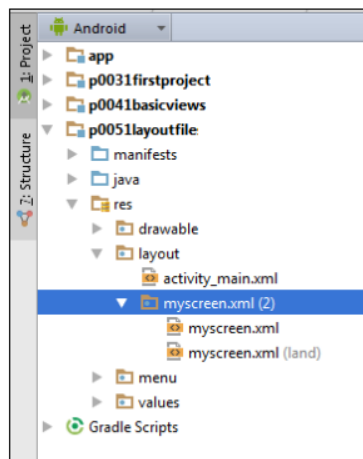 1: Project
7: Structure
Android
app
p0031firstproject
p0041basicviews
p0051layoutfile
manifests
java
res
drawable
layout
activity_main.xml
myscreen.xml (2)
myscreen.xml
myscreen.xml (land)
menu
values
Gradle Scripts